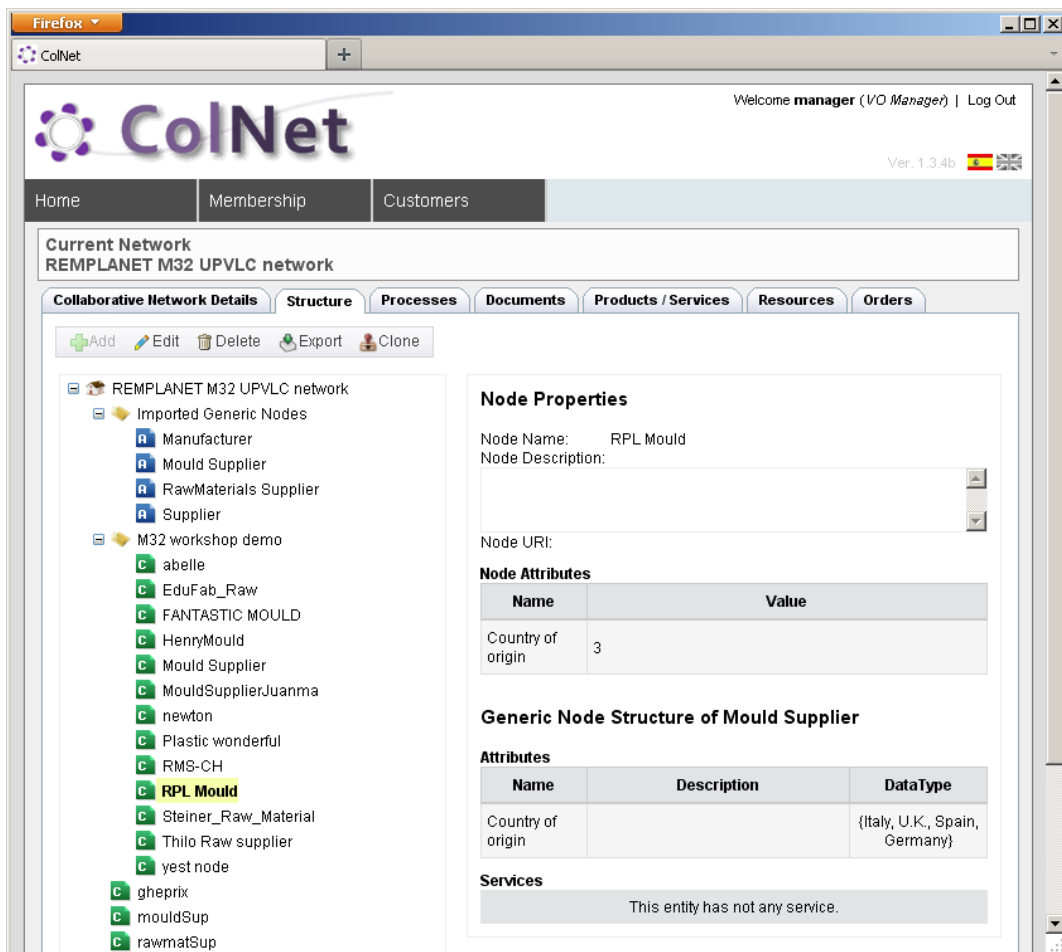 Firefox
ColNet
ColNet
Welcome manager (VO Manager) | Log Out
Ver. 1.3.4b
Home Membership Customers
Current Network
REMPLANET M32 UPVLC network
Collaborative Network Details Structure Processes Documents Products / Services Resources Orders
Add Edit Delete Export Clone
REMPLANET M32 UPVLC network
Imported Generic Nodes
A Manufacturer
A Mould Supplier
A RawMaterials Supplier
A Supplier
M32 workshop demo
C abelle
C EduFab_Raw
C FANTASTIC MOULD
C HenryMould
C Mould Supplier
C MouldSupplierJuanma
C newton
C Plastic wonderful
C RMS-CH
C RPL Mould
C Steiner_Raw_Material
C Thilo Raw supplier
C yest node
C gheprix
C mouldSup
C rawmatSup
Node Properties
Node Name: RPL Mould
Node Description:
Node URI:
Node Attributes
Name Value
Country of
origin
3
Generic Node Structure of Mould Supplier
Attributes
Name Description DataType
Country of
origin
{Italy, U.K., Spain,
Germany}
Services
This entity has not any service.